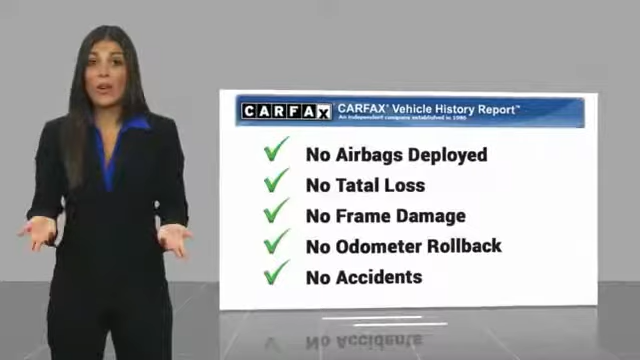 CARFAX CARFAX® Vehicle History Report™
An independent company established in 1986
No Airbags Deployed
No Tatal Loss
No Frame Damage
No Odometer Rollback
No Accidents